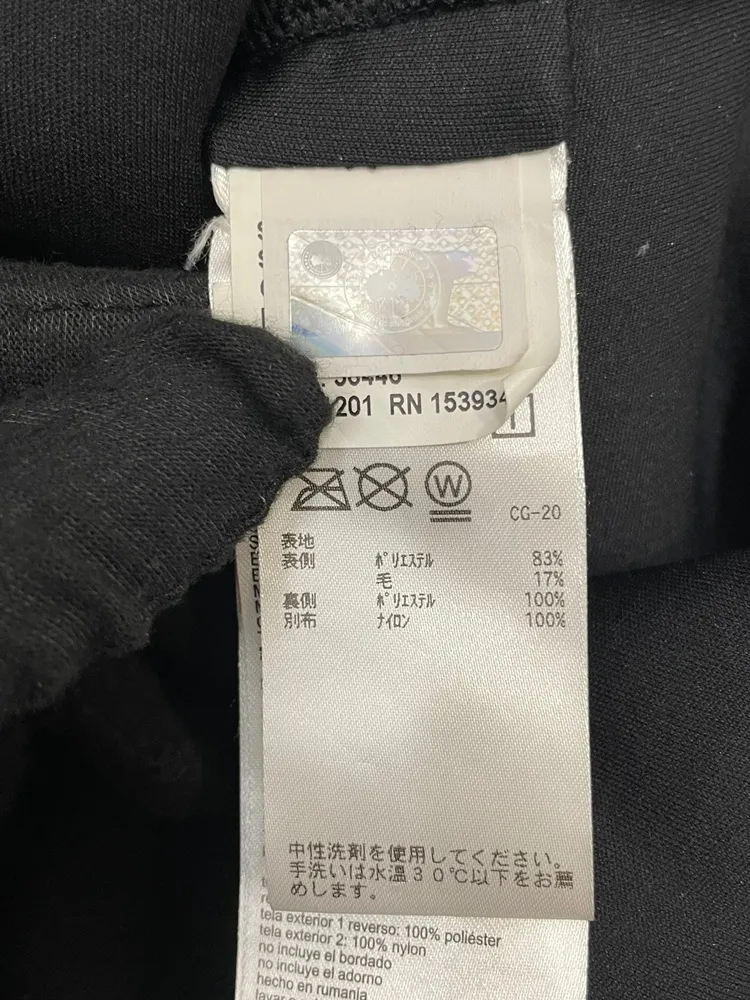 201 RN 15393
W
CG-20
表地
表側 ﾎﾟﾘｴｽﾃﾙ 83%
毛 17%
裏側 ﾎﾟﾘｴｽﾃﾙ 100%
別布 ﾅｲﾛﾝ 100%
中性洗剤を使用してください。
手洗いは水温30℃以下をお薦
めします。
tela exterior 1 reverso: 100% poliéster
tela exterior 2: 100% nylon
no incluye el bordado
no incluye el adorno
hecho en rumania